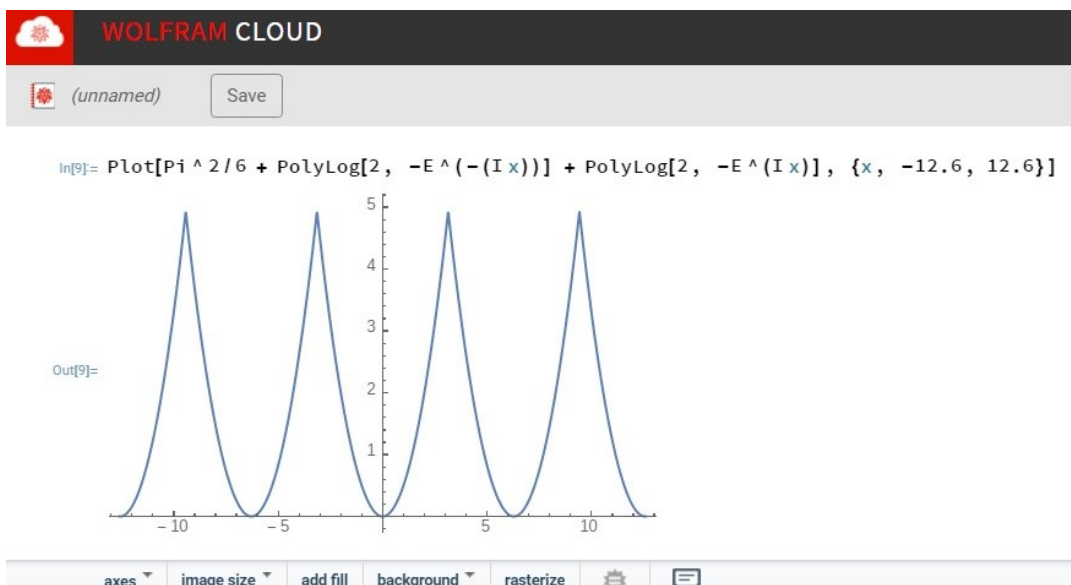 WOLFRAM CLOUD
(unnamed) Save
In[9]:= Plot[Pi ^ 2 / 6 + PolyLog[2, -E ^ (-(I x))] + PolyLog[2, -E ^ (I x)], {x, -12.6, 12.6}]
5
4
3
Out[9]=
2
1
-10 -5 5 10
axes image size add fill background rasterize